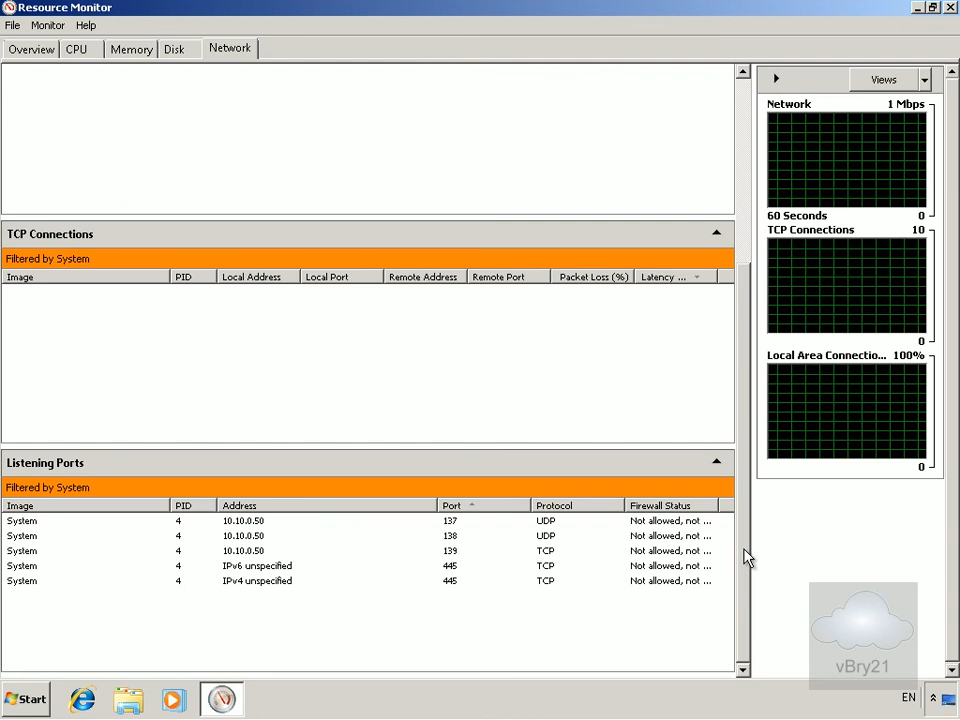 Resource Monitor
File Monitor Help
Overview CPU Memory Disk Network
Views
Network 1 Mbps
60 Seconds 0
TCP Connections 10
0
Local Area Connectio... 100%
0
TCP Connections
Filtered by System
Image PID Local Address Local Port Remote Address Remote Port Packet Loss (%) Latency ...
Listening Ports
Filtered by System
Image PID Address Port Protocol Firewall Status
System 4 10.10.0.50 137 UDP Not allowed, not ...
System 4 10.10.0.50 138 UDP Not allowed, not ...
System 4 10.10.0.50 139 TCP Not allowed, not ...
System 4 IPv6 unspecified 445 TCP Not allowed, not ...
System 4 IPv4 unspecified 445 TCP Not allowed, not ...
vBry21
Start
EN